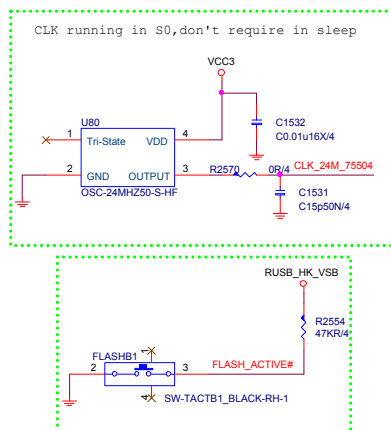 CLK running in S0,don't require in sleep
VCC3
U80
C1532
C0.01u16X/4
1 Tri-State VDD 4
2 GND OUTPUT 3
R2570 0R/4 CLK_24M_75504
OSC-24MHZ50-S-HF
C1531
C15p50N/4
RUSB_HK_VSB
R2554
47KR/4
FLASHB1
1
2 3 FLASH_ACTIVE#
4
SW-TACTB1_BLACK-RH-1